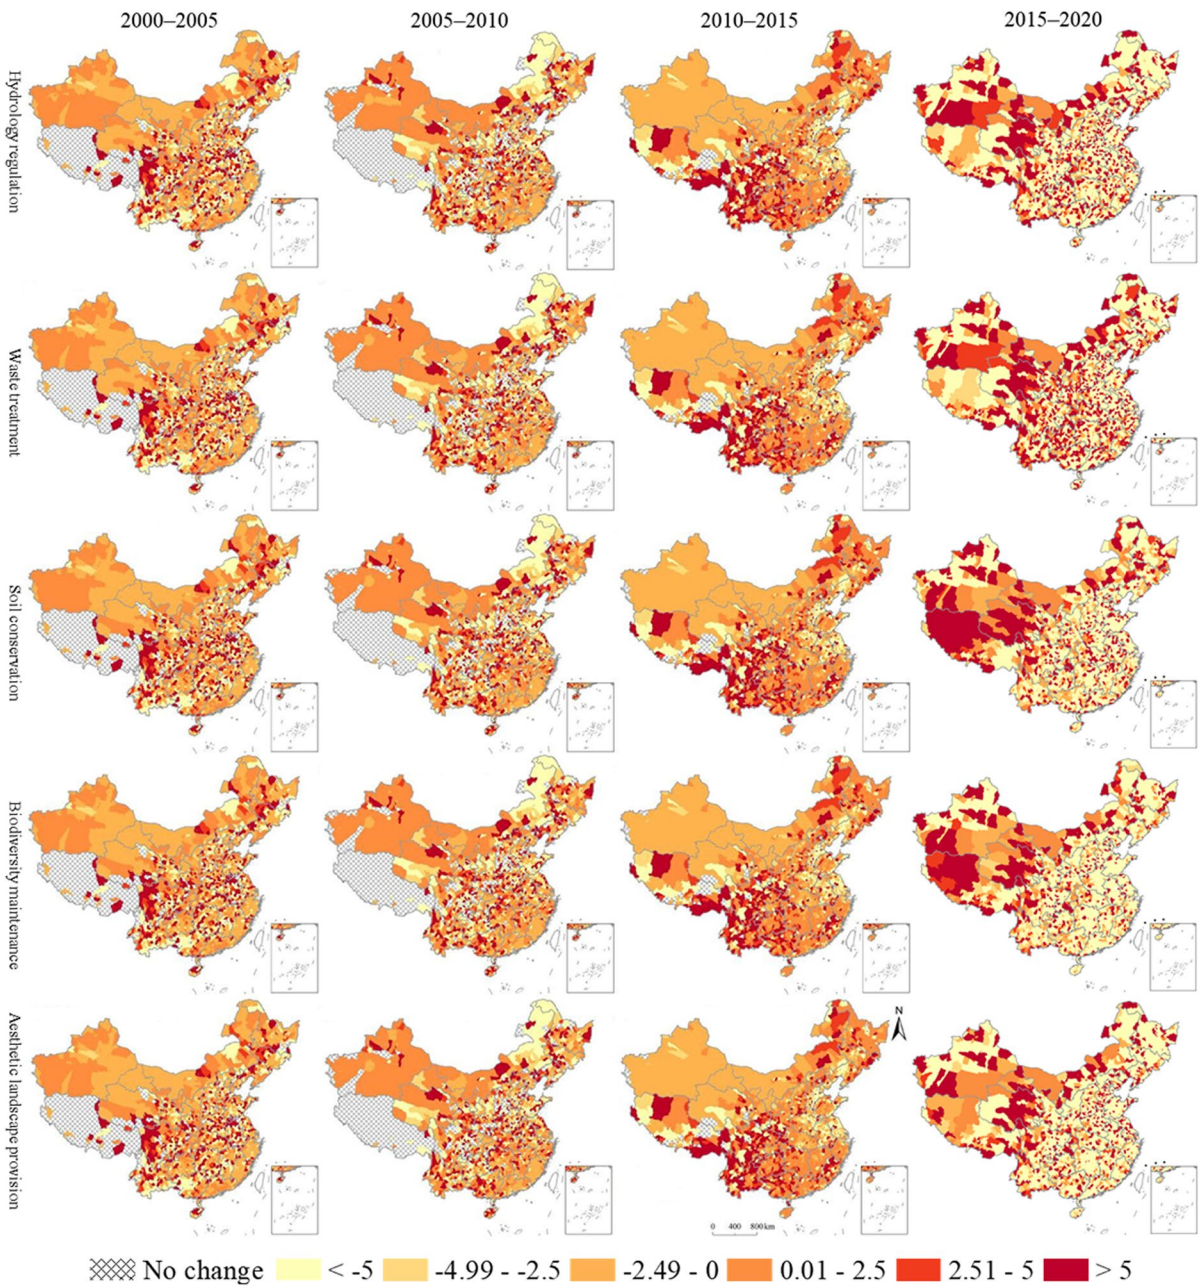 2000–2005
2005–2010
2010–2015
2015–2020
Hydrology regulation
Waste treatment
Soil conservation
Biodiversity maintenance
Aesthetic landscape provision
N
0 400 800km
No change
< -5
-4.99 - -2.5
-2.49 - 0
0.01 - 2.5
2.51 - 5
> 5